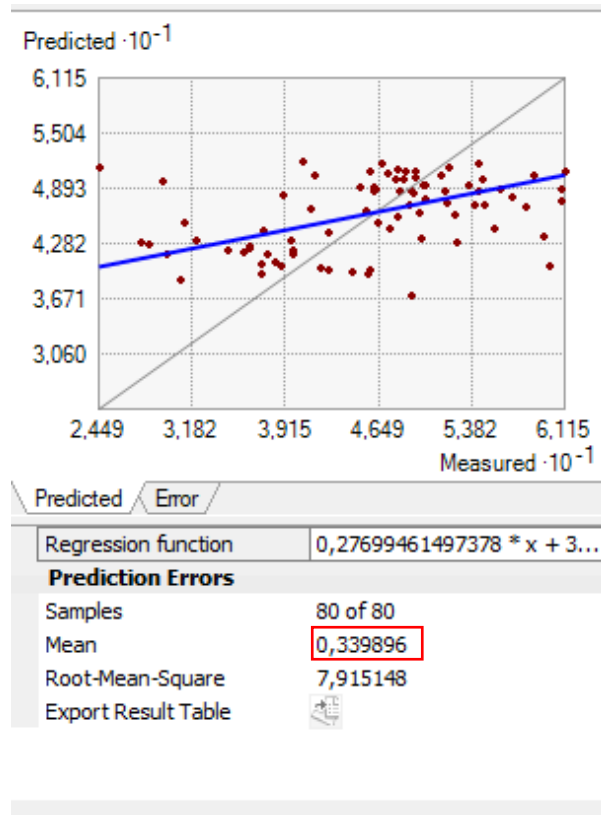 Predicted ·10-1
6,115
5,504
4,893
4,282
3,671
3,060
2,449 3,182 3,915 4,649 5,382 6,115
Measured ·10-1
Predicted Error
Regression function 0,27699461497378 * x + 3...
Prediction Errors
Samples 80 of 80
Mean 0,339896
Root-Mean-Square 7,915148
Export Result Table